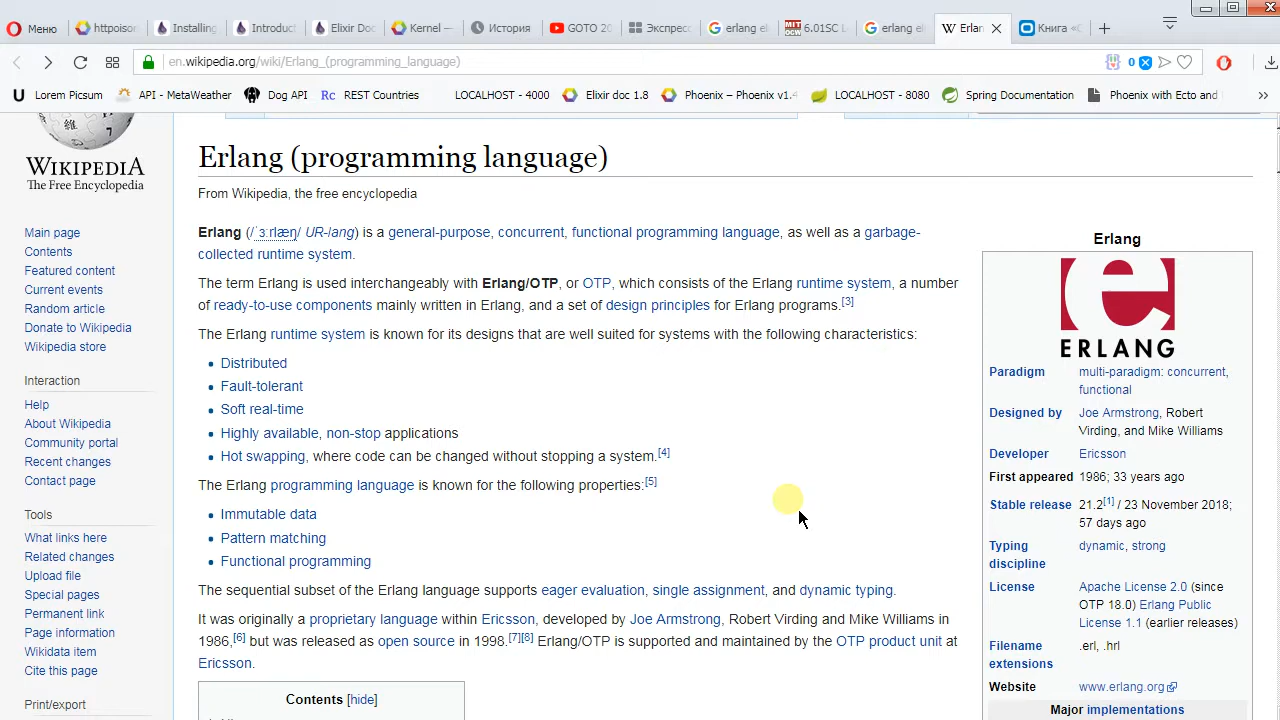 Меню
httpoiso
Installing
Introduct
Elixir Doc
Kernel —
История
GOTO 20
Экспрес
erlang el
6.01SC L
erlang el
Erlan
Книга «О
en.wikipedia.org/wiki/Erlang_(programming_language)
0
Lorem Picsum
API - MetaWeather
Dog API
Rc REST Countries
LOCALHOST - 4000
Elixir doc 1.8
Phoenix – Phoenix v1.4
LOCALHOST - 8080
Spring Documentation
Phoenix with Ecto and
»
WIKIPEDIA
The Free Encyclopedia
Main page
Contents
Featured content
Current events
Random article
Donate to Wikipedia
Wikipedia store
Interaction
Help
About Wikipedia
Community portal
Recent changes
Contact page
Tools
What links here
Related changes
Upload file
Special pages
Permanent link
Page information
Wikidata item
Cite this page
Print/export
Erlang (programming language)
From Wikipedia, the free encyclopedia
Erlang (/ˈɜːrlæŋ/ UR-lang) is a general-purpose, concurrent, functional programming language, as well as a garbage-
collected runtime system.
The term Erlang is used interchangeably with Erlang/OTP, or OTP, which consists of the Erlang runtime system, a number
of ready-to-use components mainly written in Erlang, and a set of design principles for Erlang programs.[3]
The Erlang runtime system is known for its designs that are well suited for systems with the following characteristics:
• Distributed
• Fault-tolerant
• Soft real-time
• Highly available, non-stop applications
• Hot swapping, where code can be changed without stopping a system.[4]
The Erlang programming language is known for the following properties:[5]
• Immutable data
• Pattern matching
• Functional programming
The sequential subset of the Erlang language supports eager evaluation, single assignment, and dynamic typing.
It was originally a proprietary language within Ericsson, developed by Joe Armstrong, Robert Virding and Mike Williams in
1986,[6] but was released as open source in 1998.[7][8] Erlang/OTP is supported and maintained by the OTP product unit at
Ericsson.
Contents [hide]
Erlang
ERLANG
Paradigm multi-paradigm: concurrent,
functional
Designed by Joe Armstrong, Robert
Virding, and Mike Williams
Developer Ericsson
First appeared 1986; 33 years ago
Stable release 21.2[1] / 23 November 2018;
57 days ago
Typing dynamic, strong
discipline
License Apache License 2.0 (since
OTP 18.0) Erlang Public
License 1.1 (earlier releases)
Filename .erl, .hrl
extensions
Website www.erlang.org
Major implementations